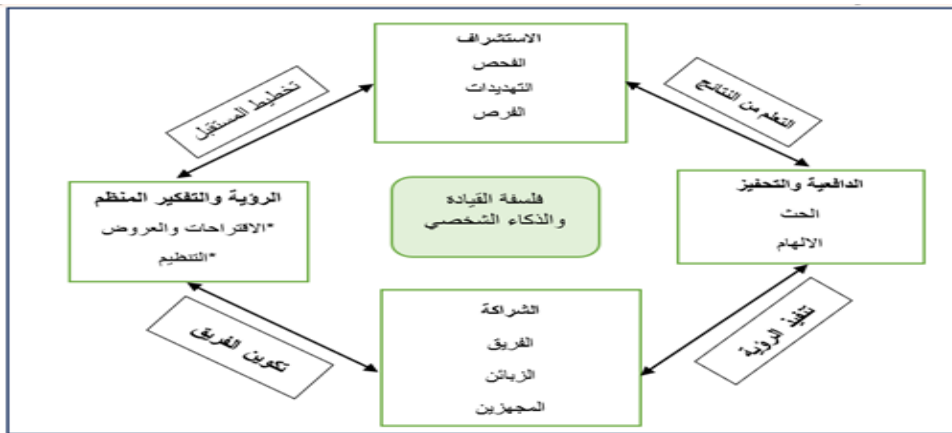 الاستشراف
الفحص
التهديدات
الفرص
التعلم من النتائج
تخطيط المستقبل
الدافعية والتحفيز
الحث
الالهام
فلسفة القيادة
والذكاء الشخصي
الرؤية والتفكير المنظم
*الاقتراحات والعروض
*التنظيم
تنفيذ الرؤية
تكوين الفريق
الشراكة
الفريق
الزبائن
المجهزين